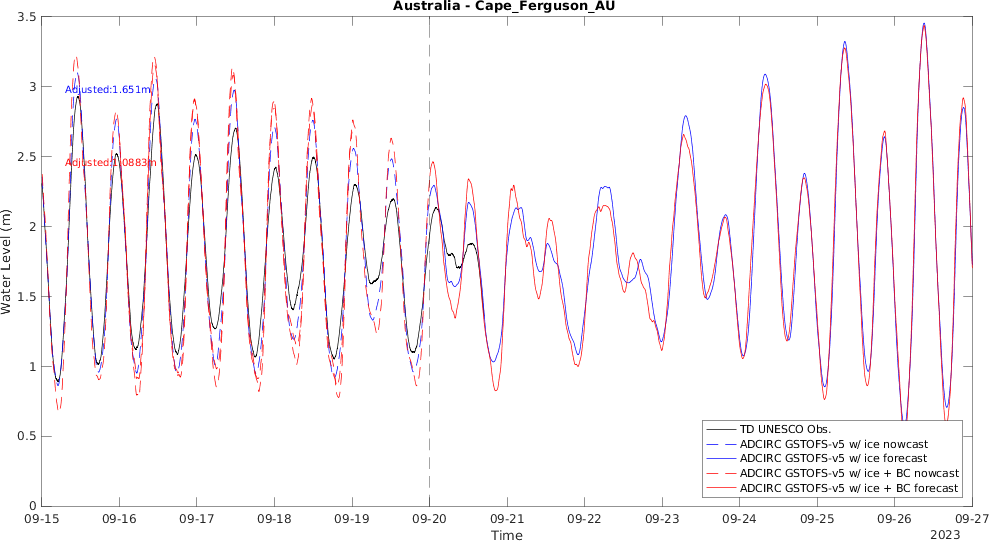 Australia - Cape_Ferguson_AU
3.5
3
2.5
2
1.5
1
0.5
0
Water Level (m)
Adjusted:1.651m
Adjusted:1.0883m
TD UNESCO Obs.
ADCIRC GSTOFS-v5 w/ ice nowcast
ADCIRC GSTOFS-v5 w/ ice forecast
ADCIRC GSTOFS-v5 w/ ice + BC nowcast
ADCIRC GSTOFS-v5 w/ ice + BC forecast
09-15 09-16 09-17 09-18 09-19 09-20 09-21 09-22 09-23 09-24 09-25 09-26 09-27
Time
2023